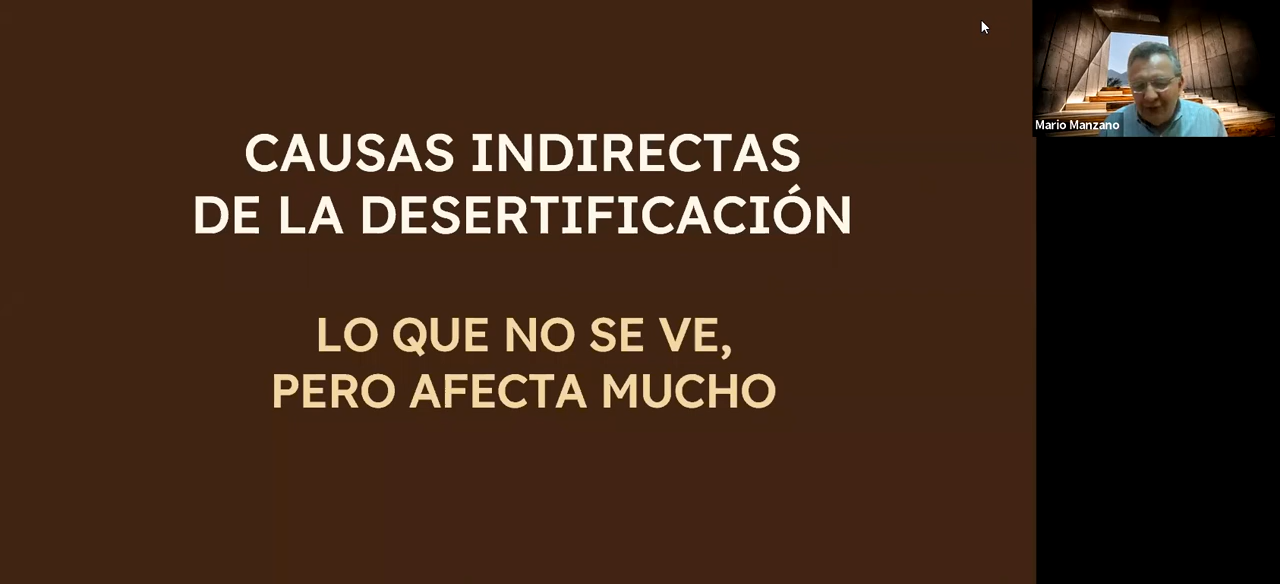 CAUSAS INDIRECTAS
DE LA DESERTIFICACIÓN
LO QUE NO SE VE,
PERO AFECTA MUCHO
Mario Manzano